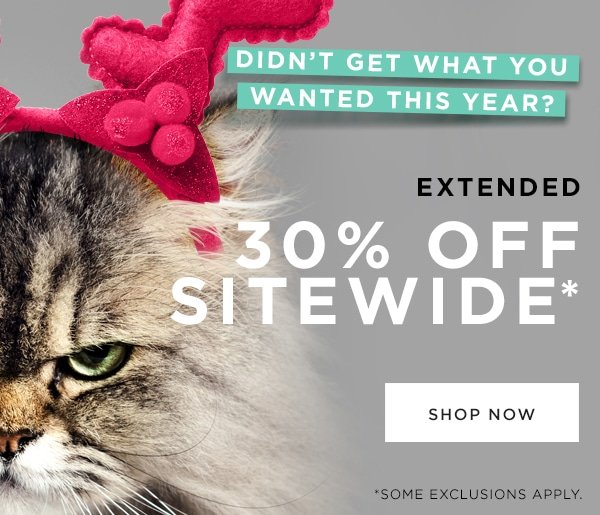 DIDN'T GET WHAT YOU
WANTED THIS YEAR?
EXTENDED
30% OFF
SITEWIDE*
SHOP NOW
*SOME EXCLUSIONS APPLY.